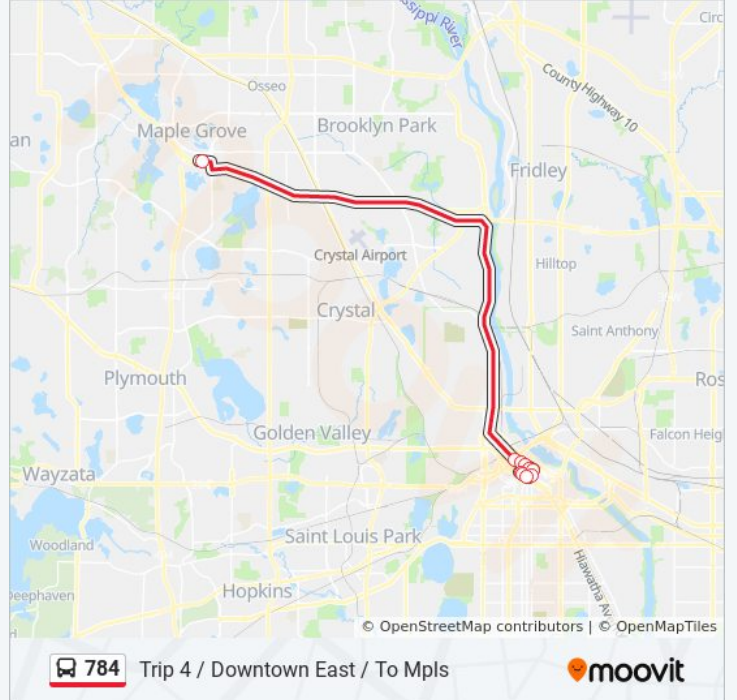 ssippi River
Circ
County Highway 10
Osseo
Maple Grove
Brooklyn Park
an
Fridley
Crystal Airport
Hilltop
Crystal
Saint Anthony
Plymouth
Ros
Golden Valley
Falcon Heig
Wayzata
Saint Louis Park
Woodland
Hiawatha Av
Deephaven
Hopkins
© OpenStreetMap contributors | © OpenMapTiles
784 Trip 4 / Downtown East / To Mpls
moovit